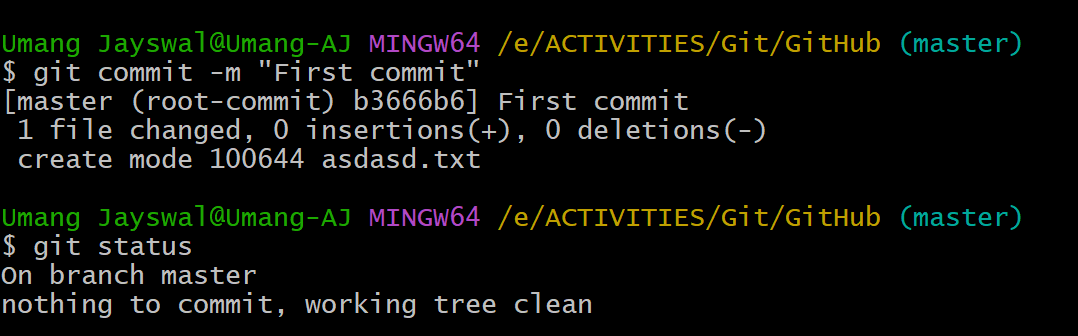 Umang Jayswal@Umang-AJ MINGW64 /e/ACTIVITIES/Git/GitHub (master)
$ git commit -m "First commit"
[master (root-commit) b3666b6] First commit
 1 file changed, 0 insertions(+), 0 deletions(-)
 create mode 100644 asdasd.txt

Umang Jayswal@Umang-AJ MINGW64 /e/ACTIVITIES/Git/GitHub (master)
$ git status
On branch master
nothing to commit, working tree clean